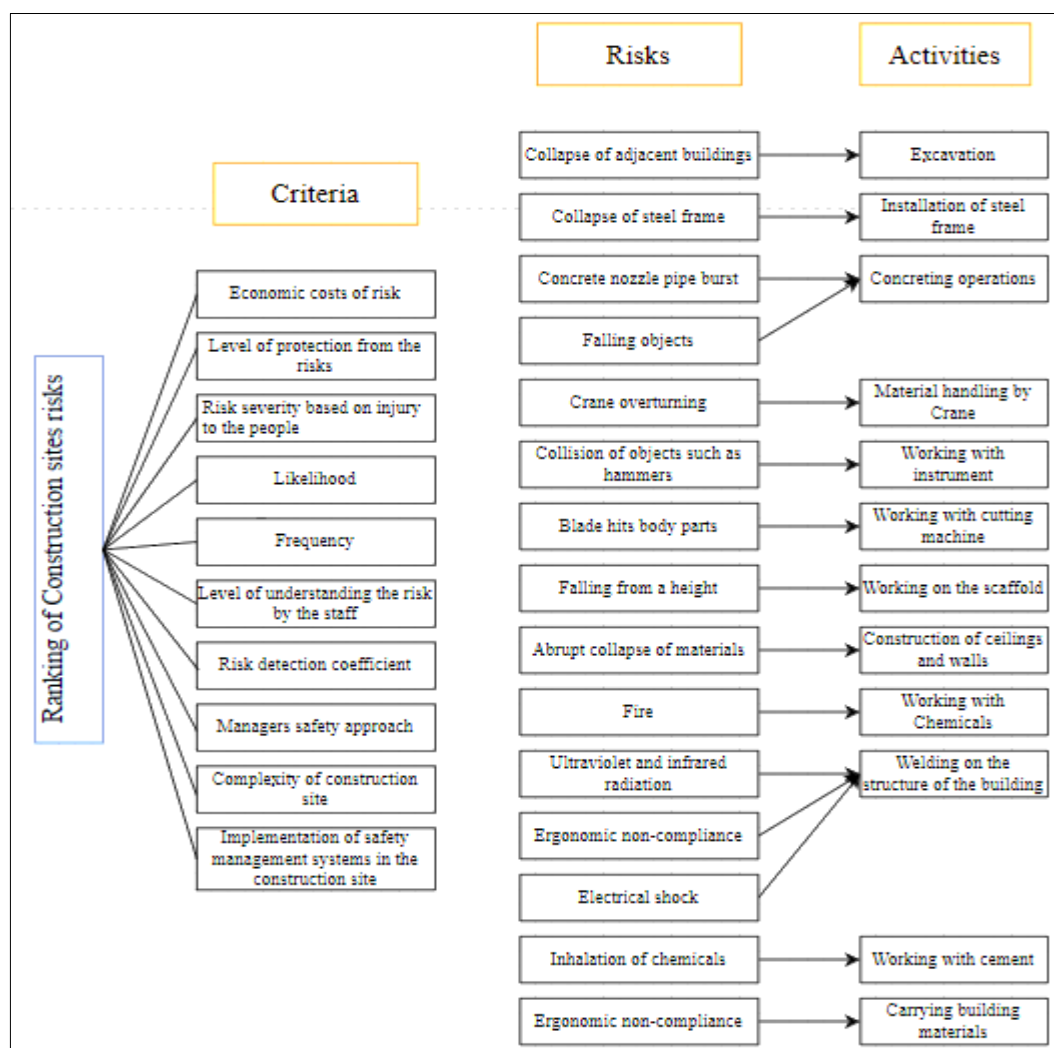 Risks
Activities
Criteria
Ranking of Construction sites risks
Economic costs of risk
Level of protection from the
risks
Risk severity based on injury
to the people
Likelihood
Frequency
Level of understanding the risk
by the staff
Risk detection coefficient
Managers safety approach
Complexity of construction
site
Implementation of safety
management systems in the
construction site
Collapse of adjacent buildings
Excavation
Collapse of steel frame
Installation of steel
frame
Concrete nozzle pipe burst
Concreting operations
Falling objects
Crane overturning
Material handling by
Crane
Collision of objects such as
hammers
Working with
instrument
Blade hits body parts
Working with cutting
machine
Falling from a height
Working on the scaffold
Abrupt collapse of materials
Construction of ceilings
and walls
Fire
Working with
Chemicals
Ultraviolet and infrared
radiation
Welding on the
structure of the building
Ergonomic non-compliance
Electrical shock
Inhalation of chemicals
Working with cement
Ergonomic non-compliance
Carrying building
materials